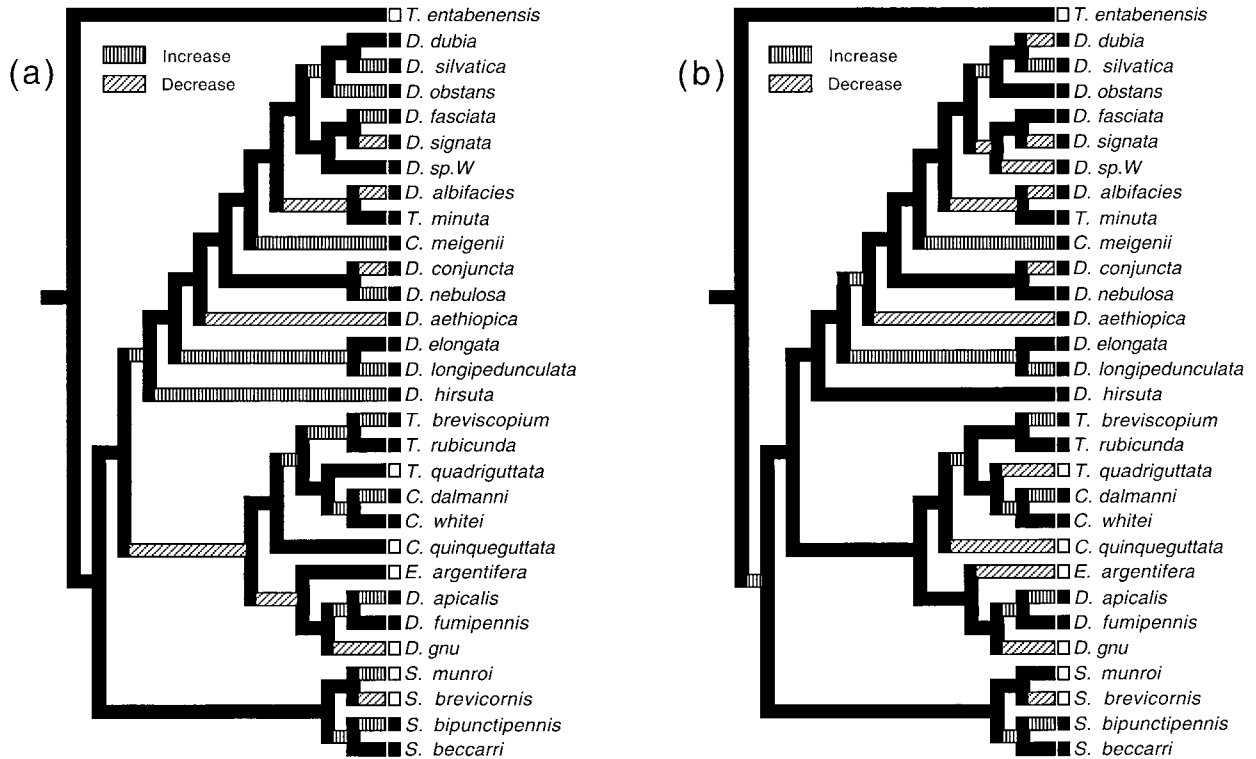 (a)
Increase
Decrease
T. entabenensis
D. dubia
D. silvatica
D. obstans
D. fasciata
D. signata
D. sp.W
D. albifacies
T. minuta
C. meigenii
D. conjuncta
D. nebulosa
D. aethiopica
D. elongata
D. longipedunculata
D. hirsuta
T. breviscopium
T. rubicunda
T. quadriguttata
C. dalmanni
C. whitei
C. quinqueguttata
E. argentifera
D. apicalis
D. fumipennis
D. gnu
S. munroi
S. brevicornis
S. bipunctipennis
S. beccarri
(b)
Increase
Decrease
T. entabenensis
D. dubia
D. silvatica
D. obstans
D. fasciata
D. signata
D. sp.W
D. albifacies
T. minuta
C. meigenii
D. conjuncta
D. nebulosa
D. aethiopica
D. elongata
D. longipedunculata
D. hirsuta
T. breviscopium
T. rubicunda
T. quadriguttata
C. dalmanni
C. whitei
C. quinqueguttata
E. argentifera
D. apicalis
D. fumipennis
D. gnu
S. munroi
S. brevicornis
S. bipunctipennis
S. beccarri